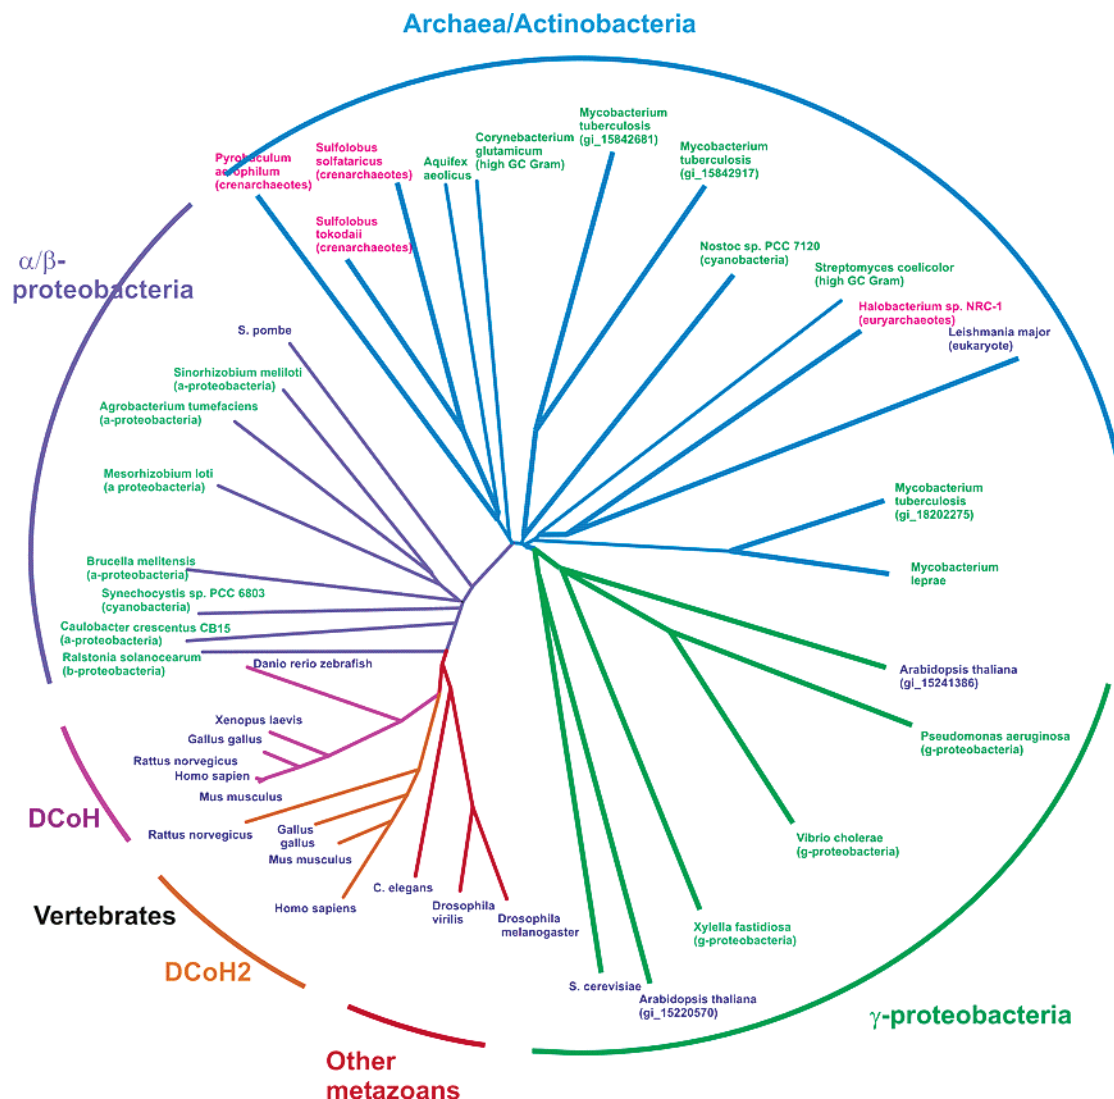 Archaea/Actinobacteria
Pyrobaculum
aerophilum
(crenarchaeotes)
Sulfolobus
solfataricus
(crenarchaeotes)
Sulfolobus
tokodaii
(crenarchaeotes)
Aquifex
aeolicus
Corynebacterium
glutamicum
(high GC Gram)
Mycobacterium
tuberculosis
(gi_15842681)
Mycobacterium
tuberculosis
(gi_15842917)
Nostoc sp. PCC 7120
(cyanobacteria)
Streptomyces coelicolor
(high GC Gram)
Halobacterium sp. NRC-1
(euryarchaeotes)
Leishmania major
(eukaryote)
Mycobacterium
tuberculosis
(gi_18202275)
Mycobacterium
leprae
α/β-
proteobacteria
S. pombe
Sinorhizobium meliloti
(a-proteobacteria)
Agrobacterium tumefaciens
(a-proteobacteria)
Mesorhizobium loti
(a proteobacteria)
Brucella melitensis
(a-proteobacteria)
Synechocystis sp. PCC 6803
(cyanobacteria)
Caulobacter crescentus CB15
(a-proteobacteria)
Ralstonia solanocearum
(b-proteobacteria)
Danio rerio zebrafish
Xenopus laevis
Gallus gallus
Rattus norvegicus
Homo sapien
Mus musculus
DCoH
Rattus norvegicus
Gallus
gallus
Mus musculus
Homo sapiens
Vertebrates
DCoH2
C. elegans
Drosophila
virilis
Drosophila
melanogaster
Other
metazoans
Arabidopsis thaliana
(gi_15241386)
Pseudomonas aeruginosa
(g-proteobacteria)
Vibrio cholerae
(g-proteobacteria)
Xylella fastidiosa
(g-proteobacteria)
S. cerevisiae
Arabidopsis thaliana
(gi_15220570)
γ-proteobacteria